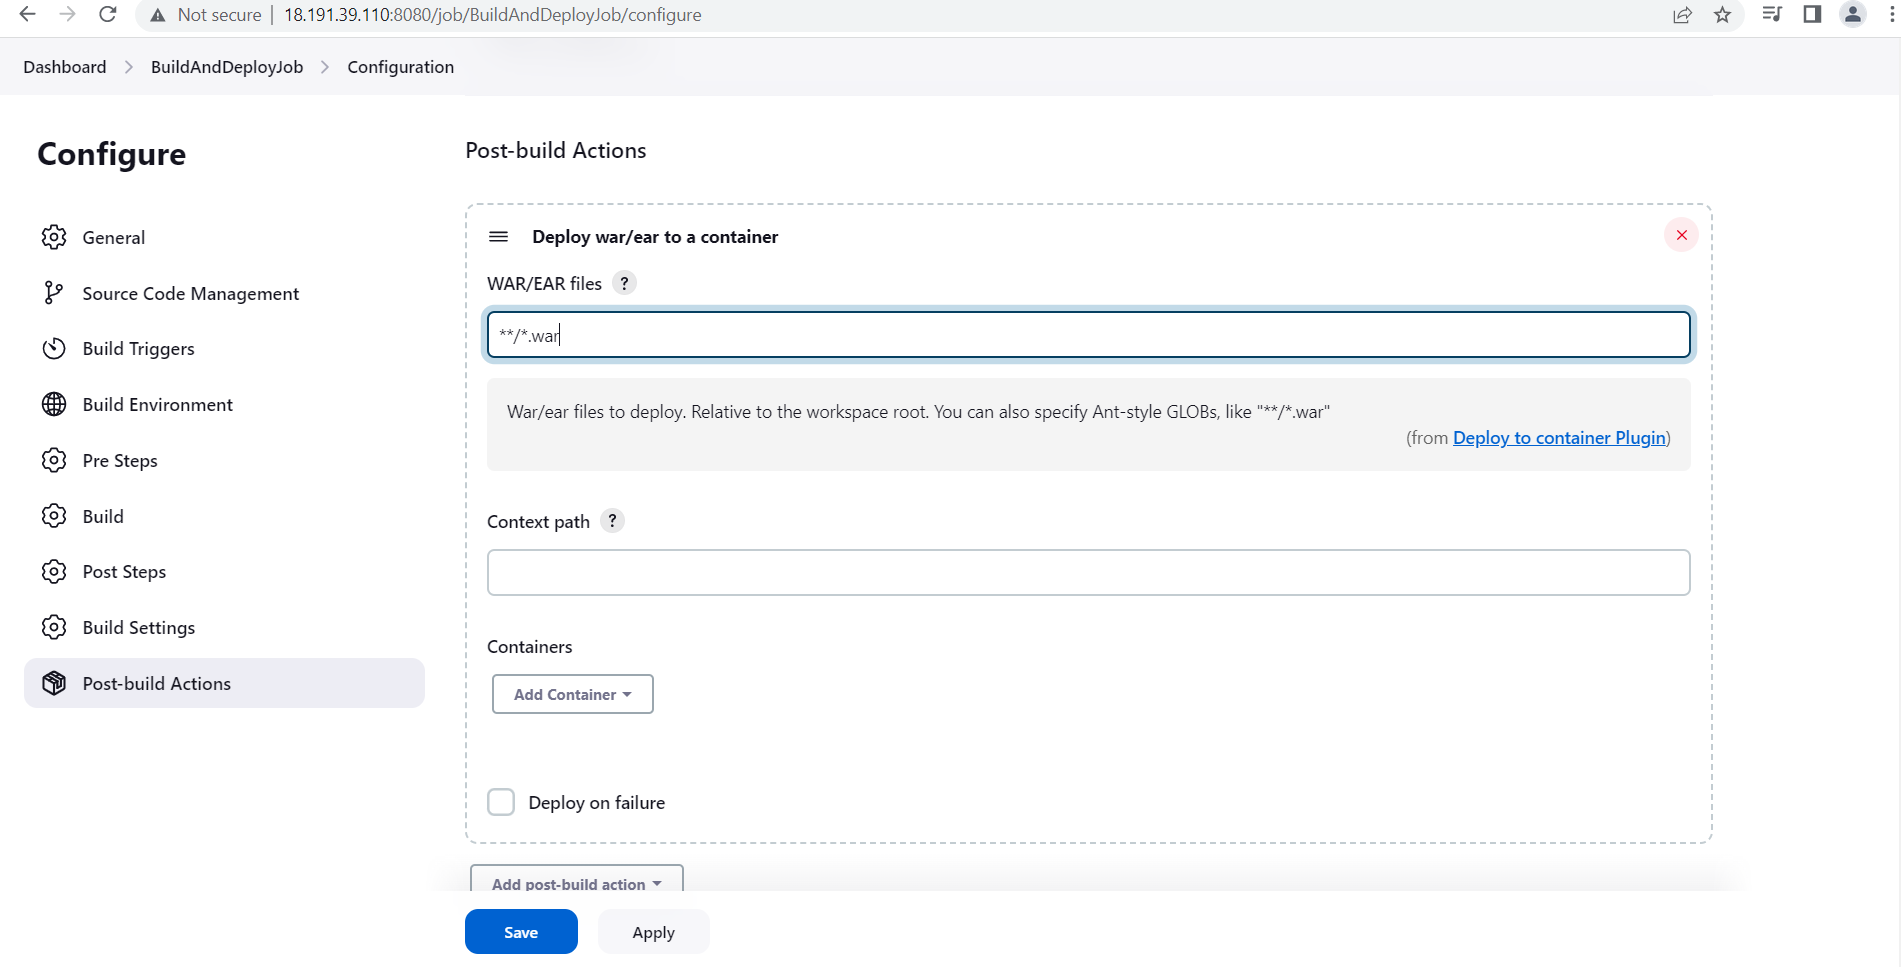 Not secure | 18.191.39.110:8080/job/BuildAndDeployJob/configure
Dashboard > BuildAndDeployJob > Configuration
Configure
General
Source Code Management
Build Triggers
Build Environment
Pre Steps
Build
Post Steps
Build Settings
Post-build Actions
Post-build Actions
Deploy war/ear to a container
WAR/EAR files ?
**/*.war
War/ear files to deploy. Relative to the workspace root. You can also specify Ant-style GLOBs, like "**/*.war"
(from Deploy to container Plugin)
Context path ?
Containers
Add Container
Deploy on failure
Add post-build action
Save
Apply